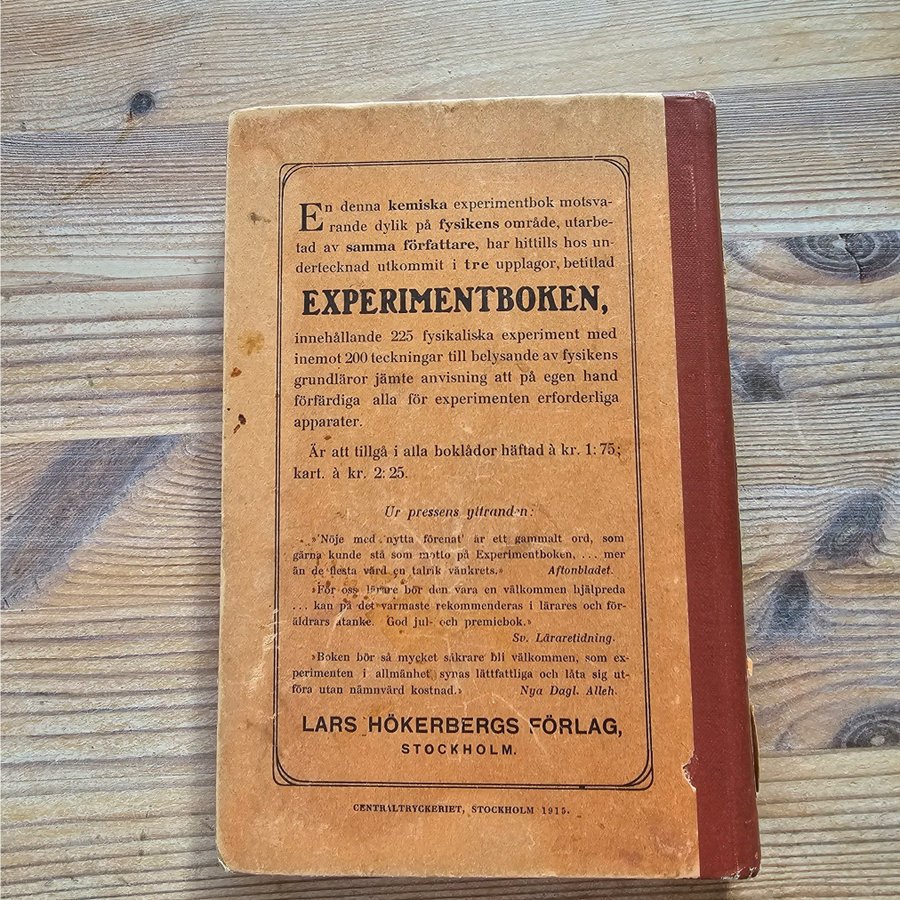 En denna kemiska experimentbok motsva-
rande dylik på fysikens område, utarbe-
tad av samma författare, har hittills hos un-
dertecknad utkommit i tre upplagor, betitlad
EXPERIMENTBOKEN,
innehållande 225 fysikaliska experiment med
inemot 200 teckningar till belysande av fysikens
grundläror jämte anvisning att på egen hand
förfärdiga alla för experimenten erforderliga
apparater.
Är att tillgå i alla boklådor häftad à kr. 1: 75;
kart. à kr. 2: 25.
Ur pressens yttranden:
»'Nöje med nytta förenat' är ett gammalt ord, som
gärna kunde stå som motto på Experimentboken, ... mer
än de flesta värd en talrik vänkrets.» Aftonbladet.
»För oss lärare bör den vara en välkommen hjälpreda
... kan på det varmaste rekommenderas i lärares och för-
äldrars åtanke. God jul- och premiebok.»
Sv. Läraretidning.
»Boken bör så mycket säkrare bli välkommen, som ex-
perimenten i allmänhet synas lättfattliga och låta sig ut-
föra utan nämnvärd kostnad.» Nya Dagl. Alleh.
LARS HÖKERBERGS FÖRLAG,
STOCKHOLM.
CENTRALTRYCKERIET, STOCKHOLM 1915.